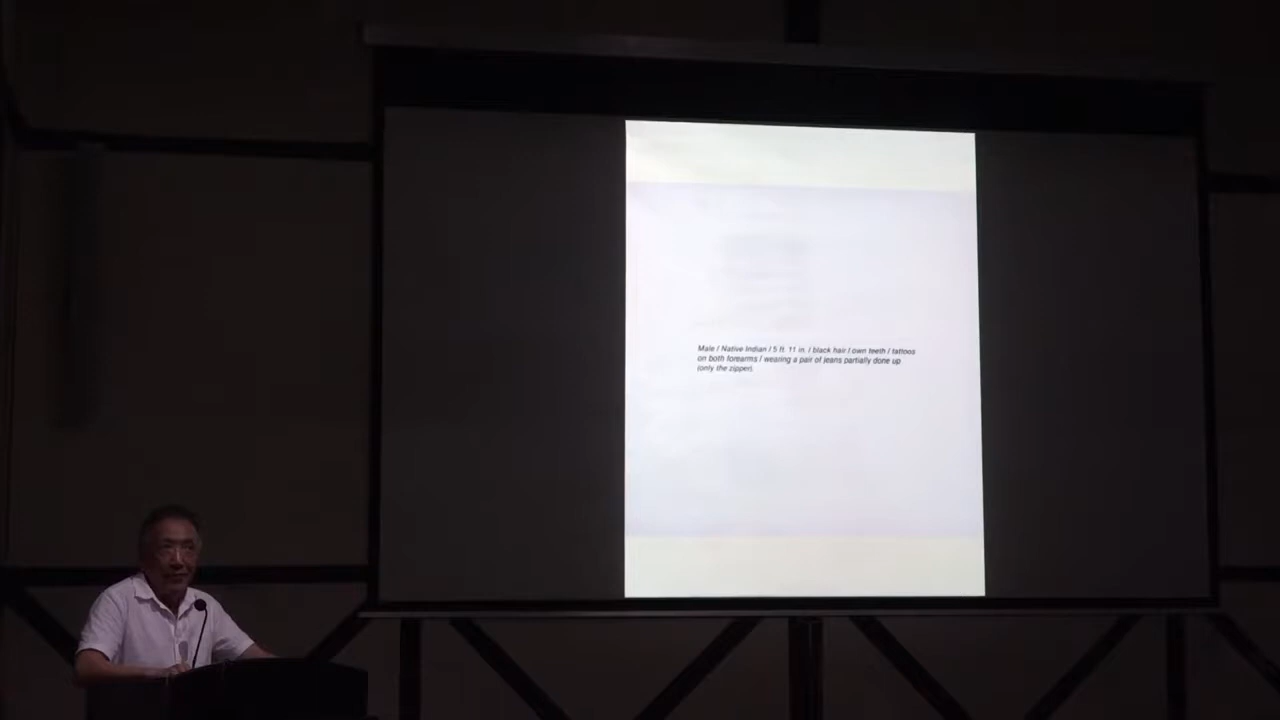 Male / Native Indian / 5 ft. 11 in. / black hair / own teeth / tattoos
on both forearms / wearing a pair of jeans partially done up
(only the zipper).